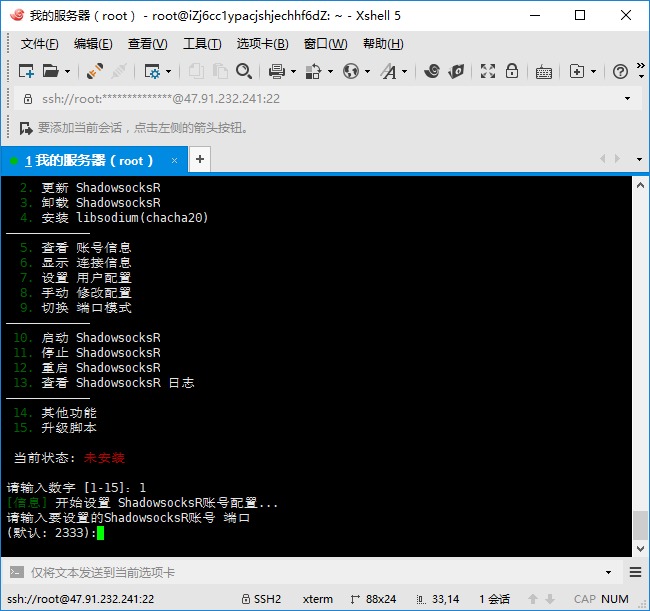 我的服务器（root） - root@iZj6cc1ypacjshjechhf6dZ: ~ - Xshell 5
文件(F) 编辑(E) 查看(V) 工具(T) 选项卡(B) 窗口(W) 帮助(H)
ssh://root:**************@47.91.232.241:22
要添加当前会话，点击左侧的箭头按钮。
1 我的服务器（root） × +
2. 更新 ShadowsocksR
3. 卸载 ShadowsocksR
4. 安装 libsodium(chacha20)
————————————
5. 查看 账号信息
6. 显示 连接信息
7. 设置 用户配置
8. 手动 修改配置
9. 切换 端口模式
————————————
10. 启动 ShadowsocksR
11. 停止 ShadowsocksR
12. 重启 ShadowsocksR
13. 查看 ShadowsocksR 日志
————————————
14. 其他功能
15. 升级脚本
当前状态: 未安装
请输入数字 [1-15]: 1
[信息] 开始设置 ShadowsocksR账号配置...
请输入要设置的ShadowsocksR账号 端口
(默认: 2333):
仅将文本发送到当前选项卡
ssh://root@47.91.232.241:22 SSH2 xterm 88x24 33,14 1 会话 CAP NUM